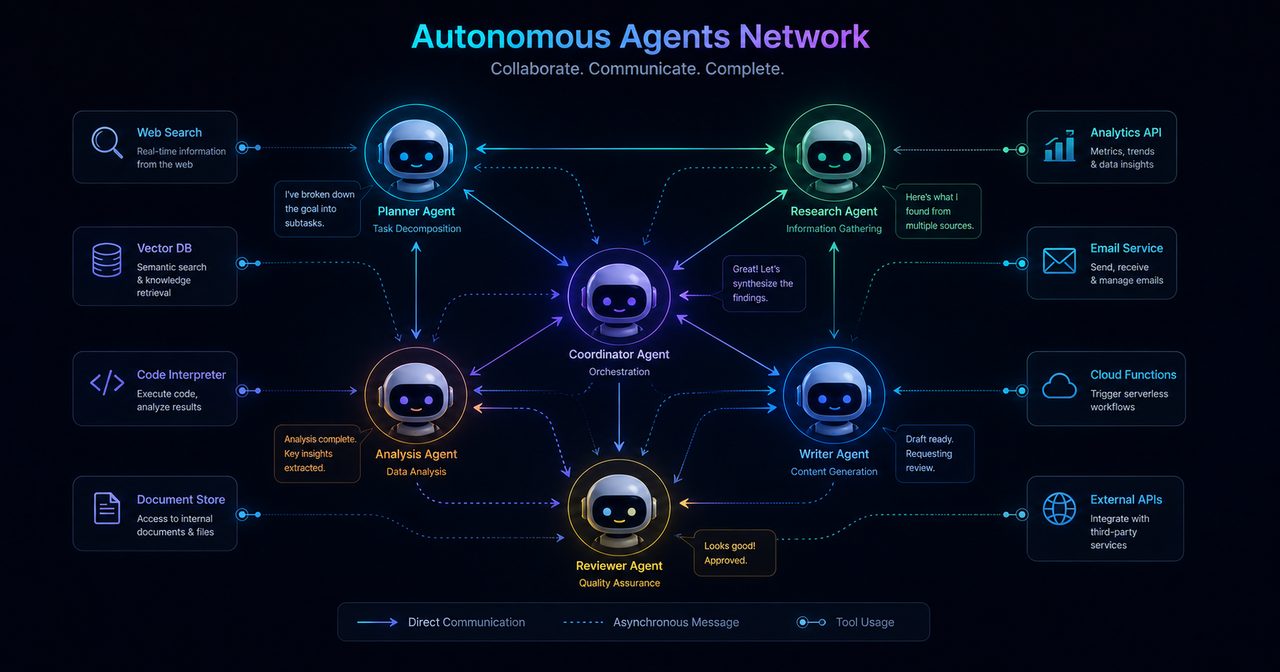 Autonomous Agents Network
Collaborate. Communicate. Complete.
Web Search
Real-time information
from the web
Vector DB
Semantic search
& knowledge
retrieval
Code Interpreter
Execute code,
analyze results
Document Store
Access to internal
documents & files
I've broken down
the goal into
subtasks.
Planner Agent
Task Decomposition
Research Agent
Information Gathering
Here's what I
found from
multiple sources.
Great! Let's
synthesize the
findings.
Coordinator Agent
Orchestration
Analysis complete.
Key insights
extracted.
Analysis Agent
Data Analysis
Writer Agent
Content Generation
Draft ready.
Requesting
review.
Looks good!
Approved.
Reviewer Agent
Quality Assurance
Analytics API
Metrics, trends
& data insights
Email Service
Send, receive
& manage emails
Cloud Functions
Trigger serverless
workflows
External APIs
Integrate with
third-party
services
Direct Communication
Asynchronous Message
Tool Usage